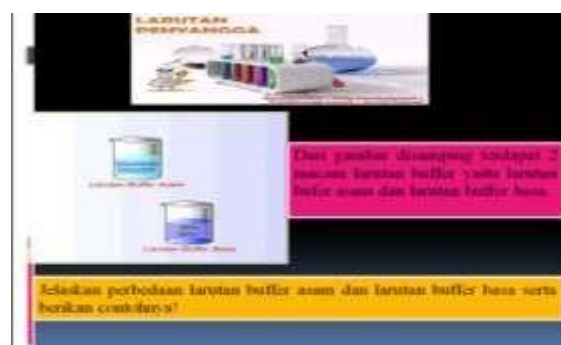 LARUTAN
PENYANGGA
Dari gambar disamping terdapat 2
macam larutan buffer yaitu larutan
bufer asam dan larutan buffer basa.
Larutan Buffer Asam
Larutan Buffer Basa
Jelaskan perbedaan larutan buffer asam dan larutan buffer basa serta
berikan contohnya!